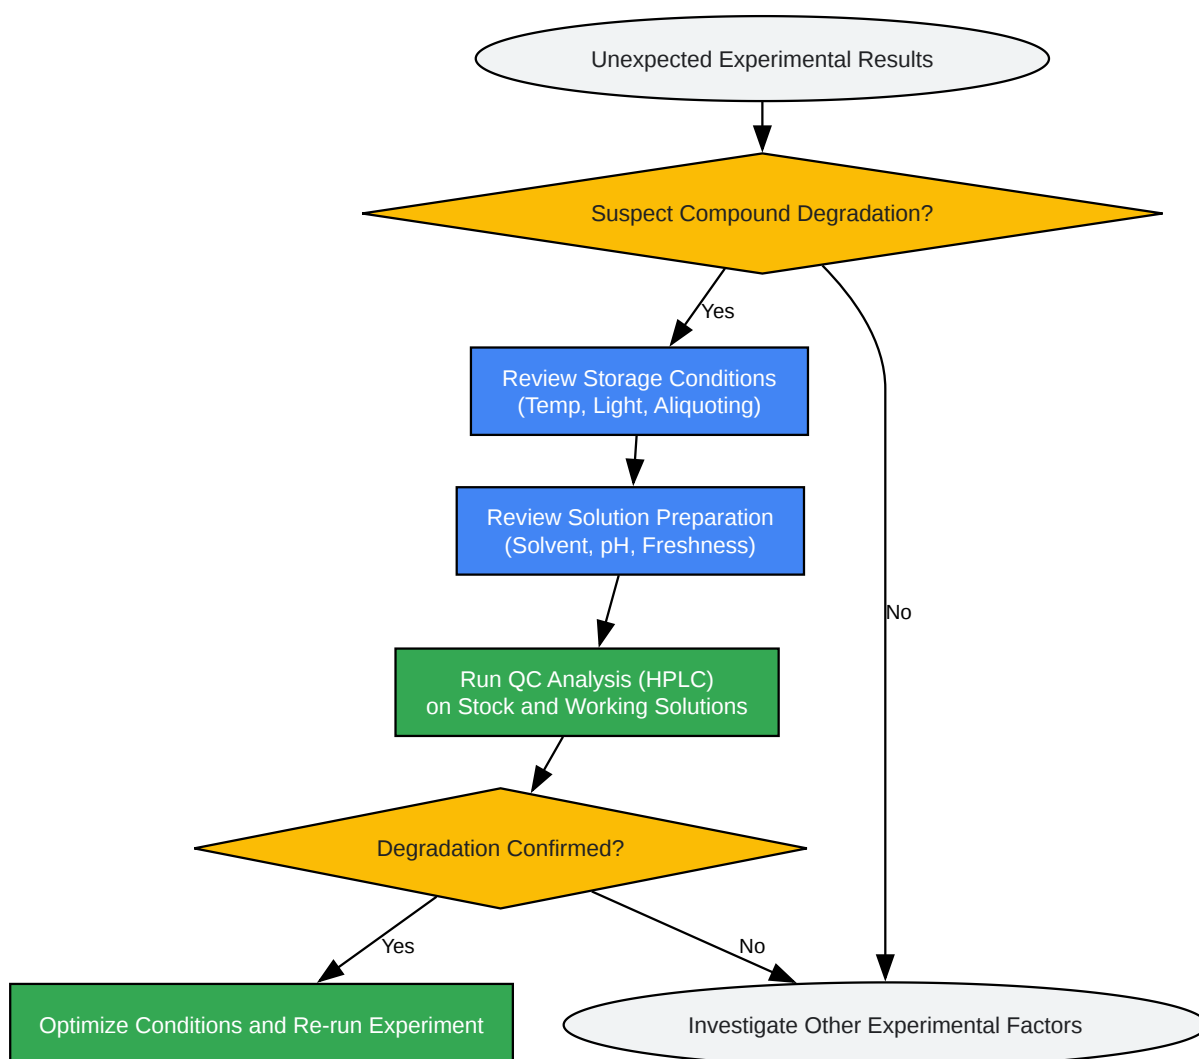 Unexpected Experimental Results
Suspect Compound Degradation?
Yes
Review Storage Conditions
(Temp, Light, Aliquoting)
Review Solution Preparation
(Solvent, pH, Freshness)
No
Run QC Analysis (HPLC)
on Stock and Working Solutions
Degradation Confirmed?
Yes
No
Optimize Conditions and Re-run Experiment
Investigate Other Experimental Factors